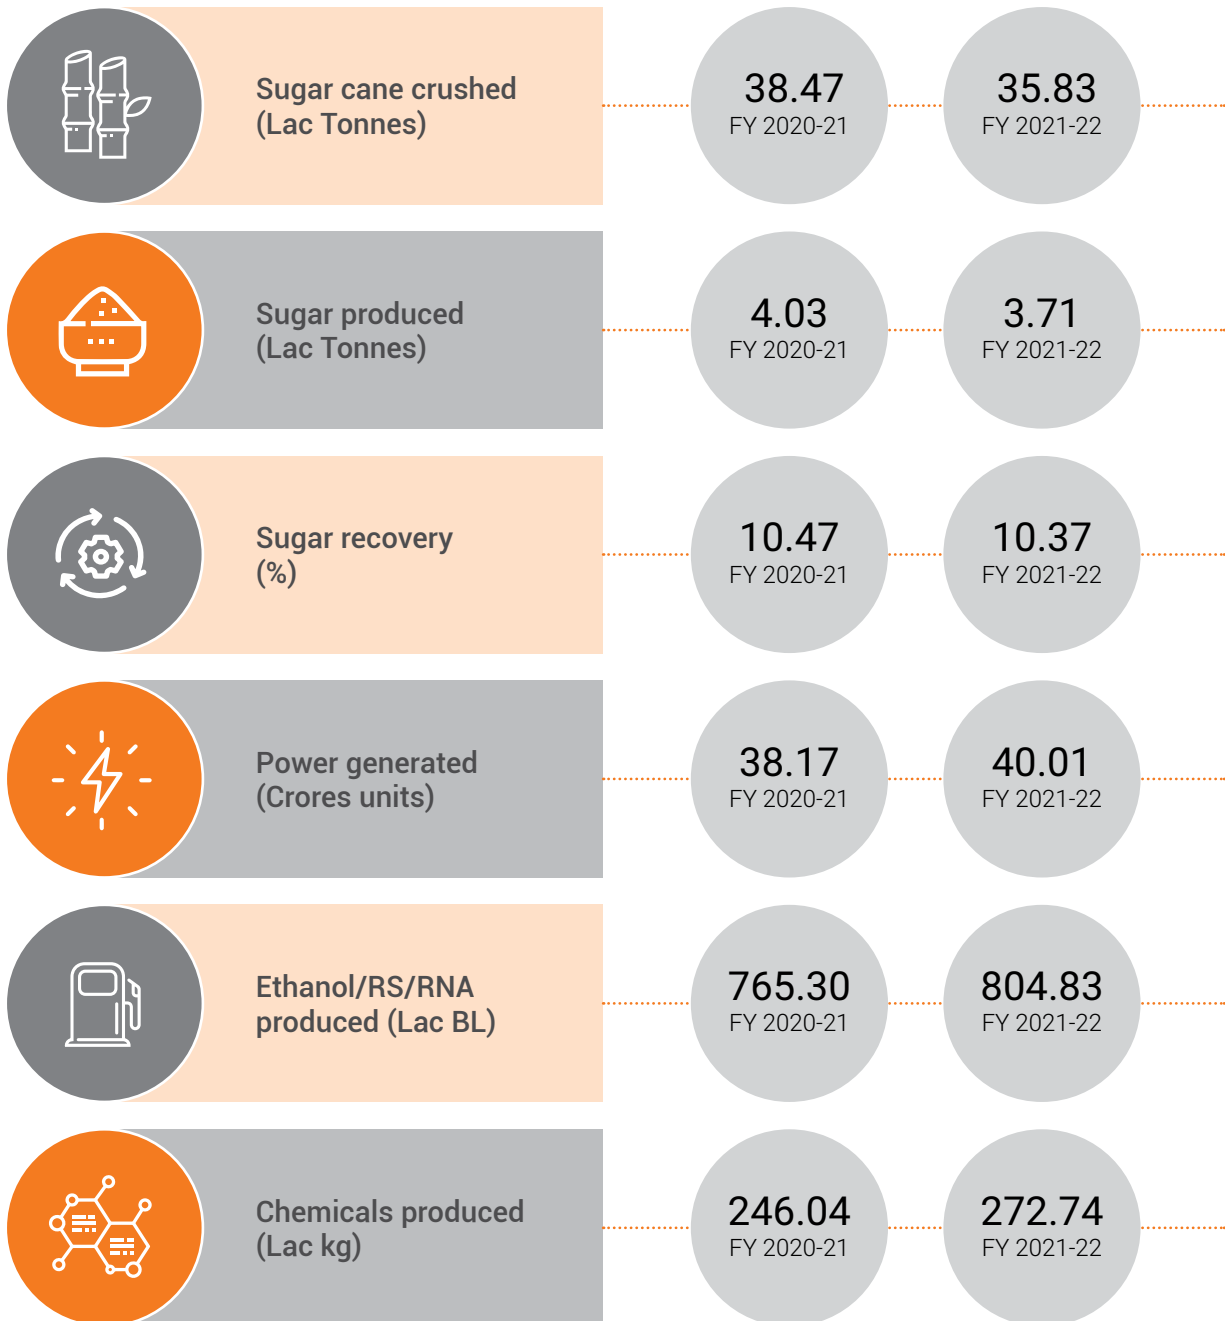 Sugar cane crushed
(Lac Tonnes)
38.47
FY 2020-21
35.83
FY 2021-22
Sugar produced
(Lac Tonnes)
4.03
FY 2020-21
3.71
FY 2021-22
Sugar recovery
(%)
10.47
FY 2020-21
10.37
FY 2021-22
Power generated
(Crores units)
38.17
FY 2020-21
40.01
FY 2021-22
Ethanol/RS/RNA
produced (Lac BL)
765.30
FY 2020-21
804.83
FY 2021-22
Chemicals produced
(Lac kg)
246.04
FY 2020-21
272.74
FY 2021-22